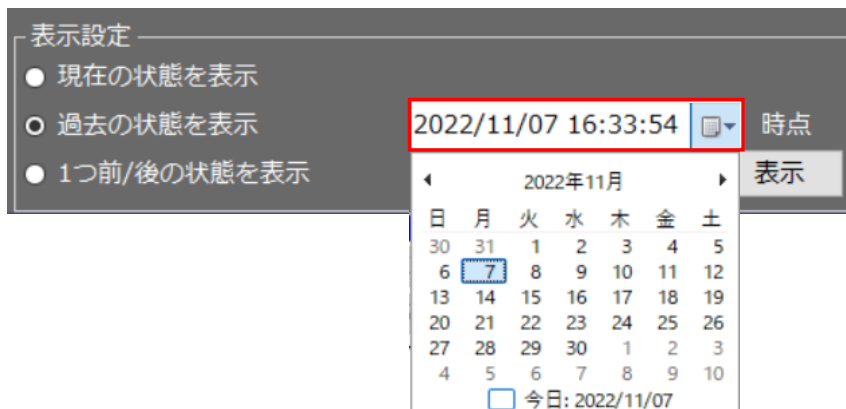 表示設定
現在の状態を表示
過去の状態を表示 2022/11/07 16:33:54 時点
1つ前/後の状態を表示 表示
2022年11月
日 月 火 水 木 金 土
30 31 1 2 3 4 5
6 7 8 9 10 11 12
13 14 15 16 17 18 19
20 21 22 23 24 25 26
27 28 29 30 1 2 3
4 5 6 7 8 9 10
今日: 2022/11/07